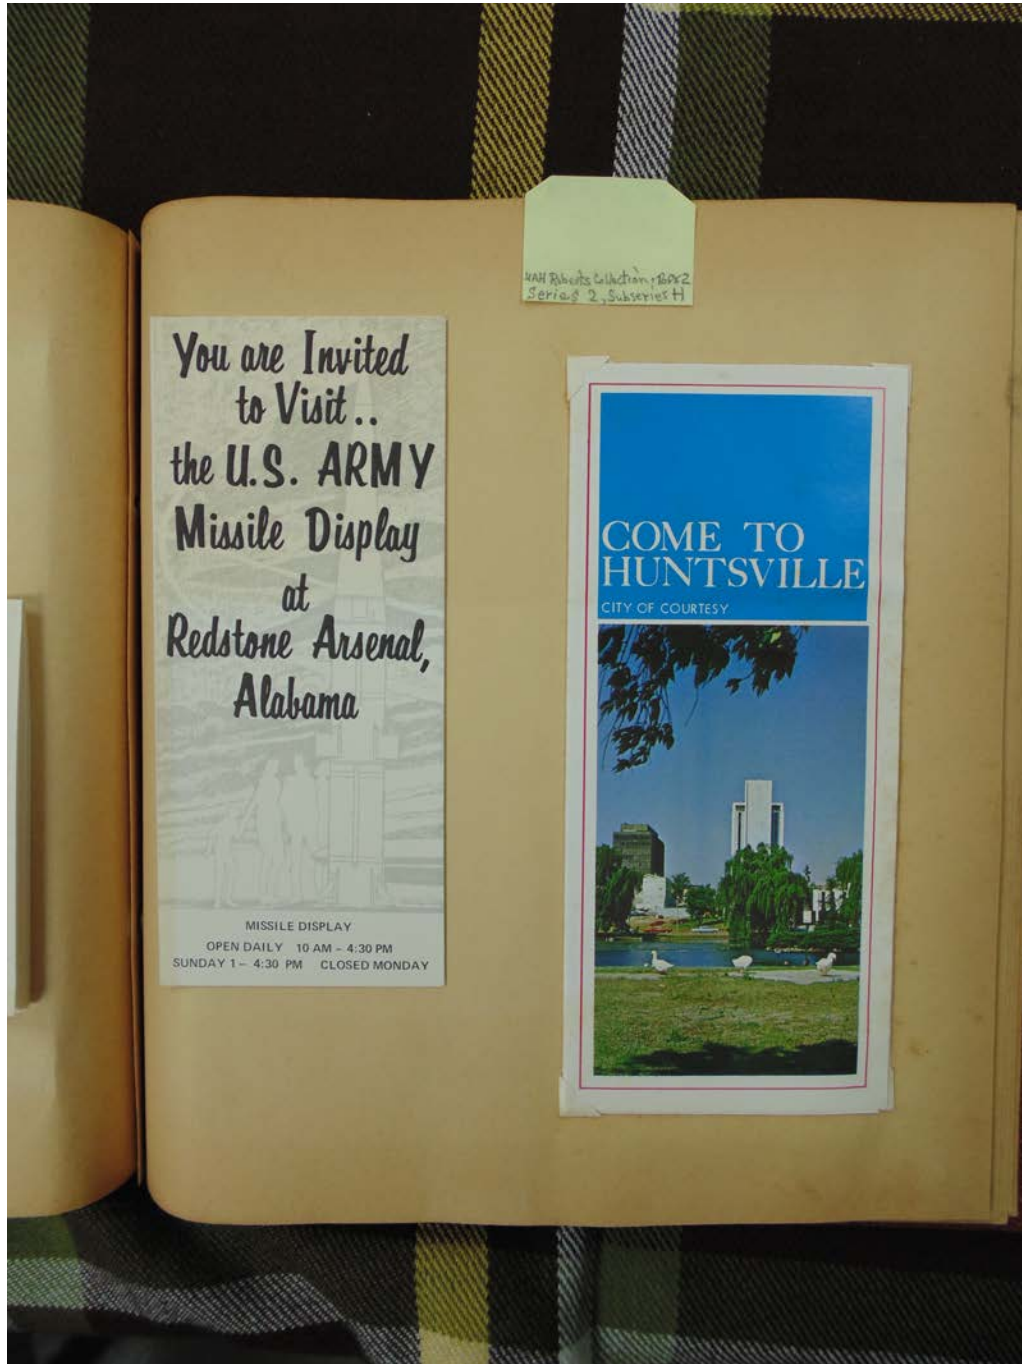 UAH Roberts Collection, Box 2
Series 2, Subseries H
You are Invited
to Visit..
the U.S. ARMY
Missile Display
at
Redstone Arsenal,
Alabama
MISSILE DISPLAY
OPEN DAILY 10 AM - 4:30 PM
SUNDAY 1 - 4:30 PM CLOSED MONDAY
COME TO
HUNTSVILLE
CITY OF COURTESY